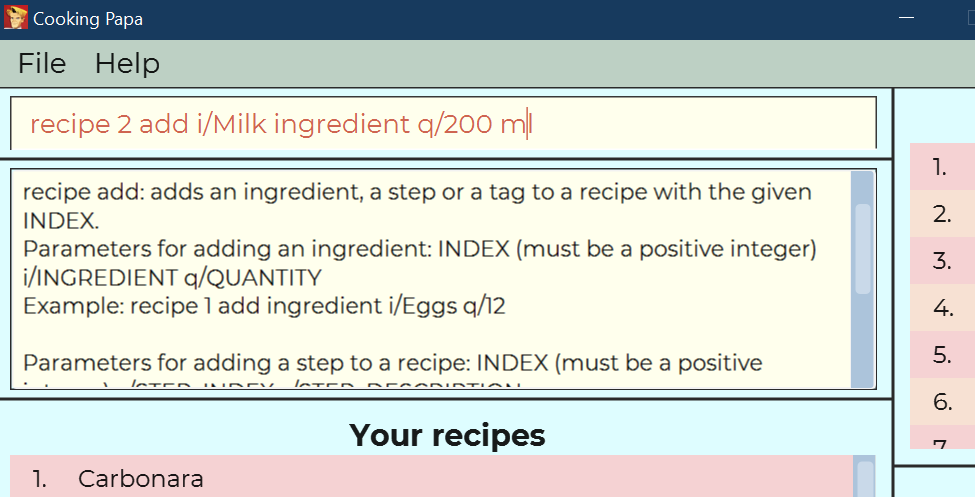 Cooking Papa
File Help
recipe 2 add i/Milk ingredient q/200 ml
recipe add: adds an ingredient, a step or a tag to a recipe with the given
INDEX.
Parameters for adding an ingredient: INDEX (must be a positive integer)
i/INGREDIENT q/QUANTITY
Example: recipe 1 add ingredient i/Eggs q/12
Parameters for adding a step to a recipe: INDEX (must be a positive
Your recipes
1. Carbonara
1.
2.
3.
4.
5.
6.
7.